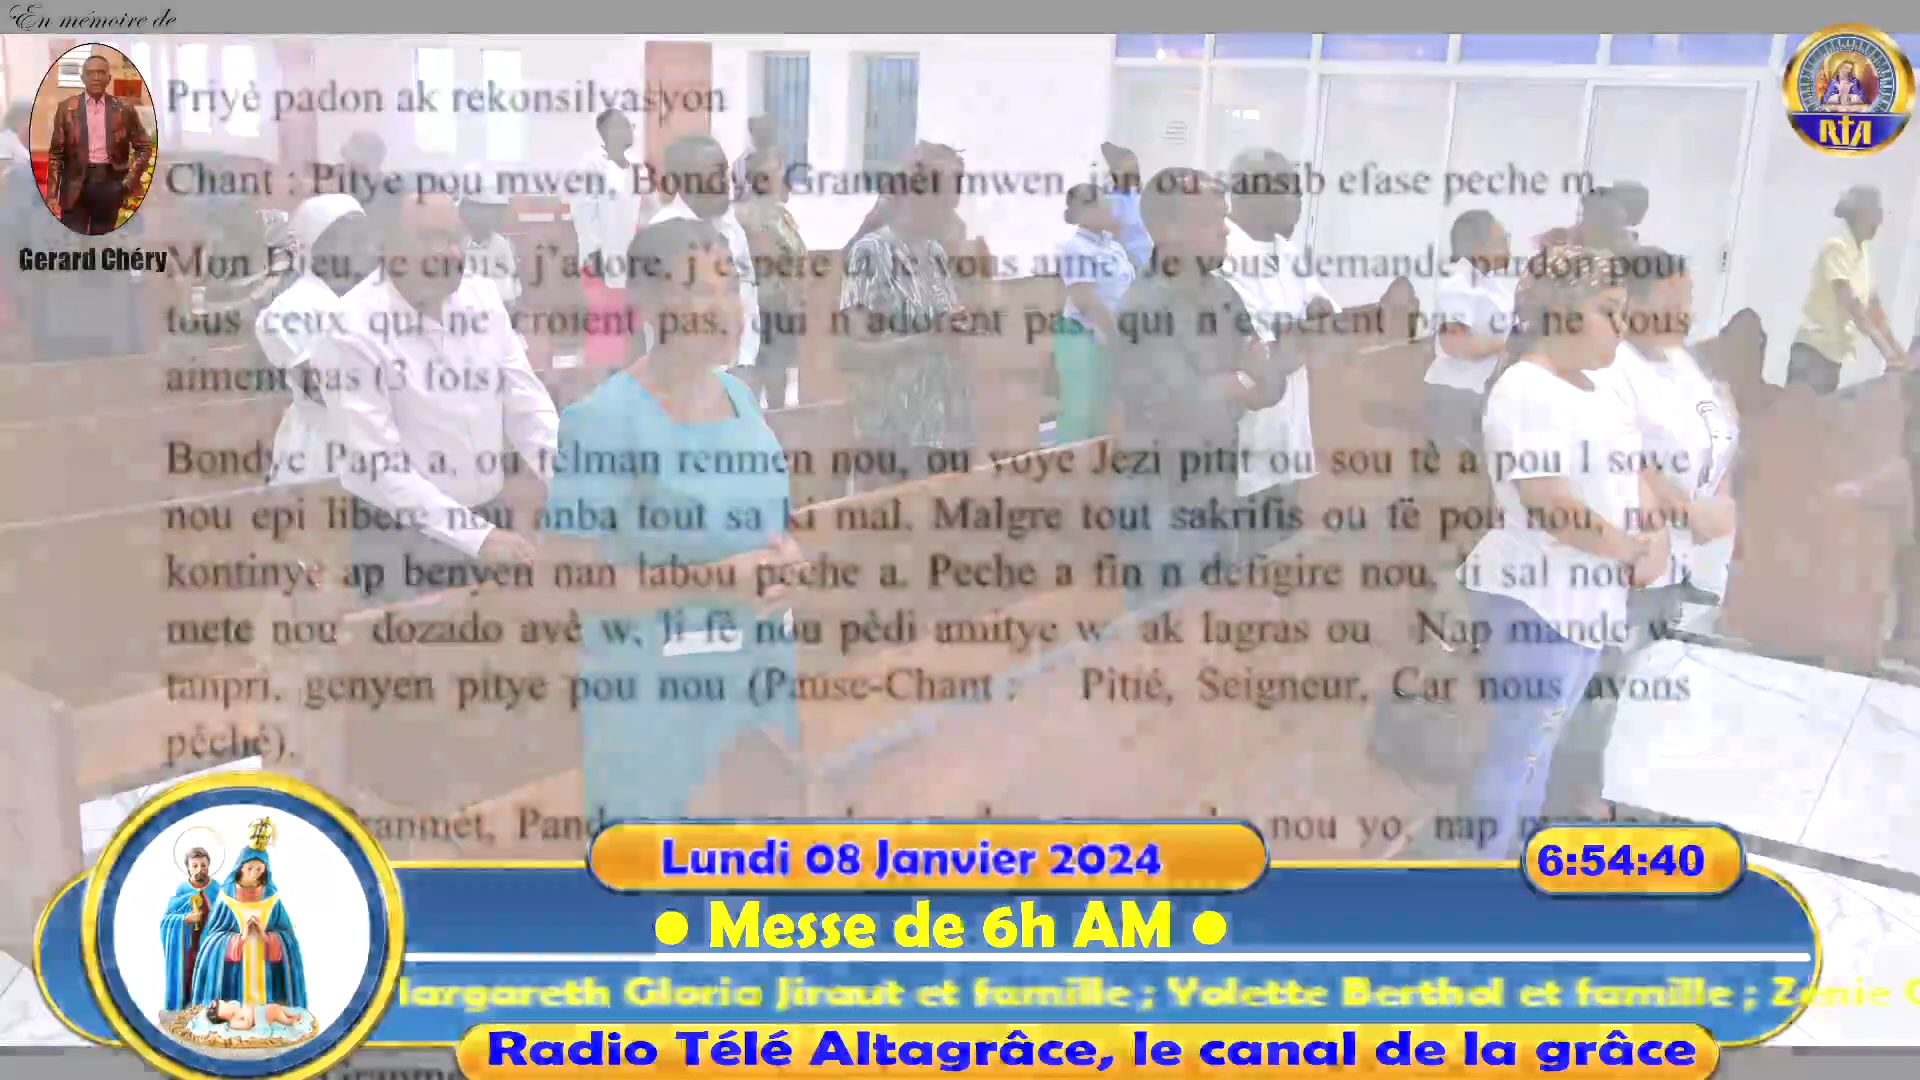 En mémoire de
Gerard Chéry
RTA
Priyè padon ak rekonsilyasyon
Chant : Pitye pou mwen, Bondye Granmèt mwen, jan ou sansib efase peche m.
Mon Dieu, je crois, j'adore, j'espère et je vous aime. Je vous demande pardon pour
tous ceux qui ne croient pas, qui n'adorent pas, qui n'espèrent pas et ne vous
aiment pas (3 fois)
Bondye Papa a, ou tèlman renmen nou, ou voye Jezi pitit ou sou tè a pou l sove
nou epi libere nou anba tout sa ki mal. Malgre tout sakrifis ou fè pou nou, nou
kontinye ap benyen nan labou peche a. Peche a fin n defigire nou, li sal nou, li
mete nou dozado avè w, li fè nou pèdi amitye w ak lagras ou Nap mande w
tanpri, genyen pitye pou nou (Pause-Chant : Pitié, Seigneur, Car nous avons
péché).
nou yo, nap
Lundi 08 Janvier 2024
6:54:40
• Messe de 6h AM •
Margareth Gloria Jiraut et famille ; Yolette Berthol et famille ; Zénie
Radio Télé Altagrâce, le canal de la grâce